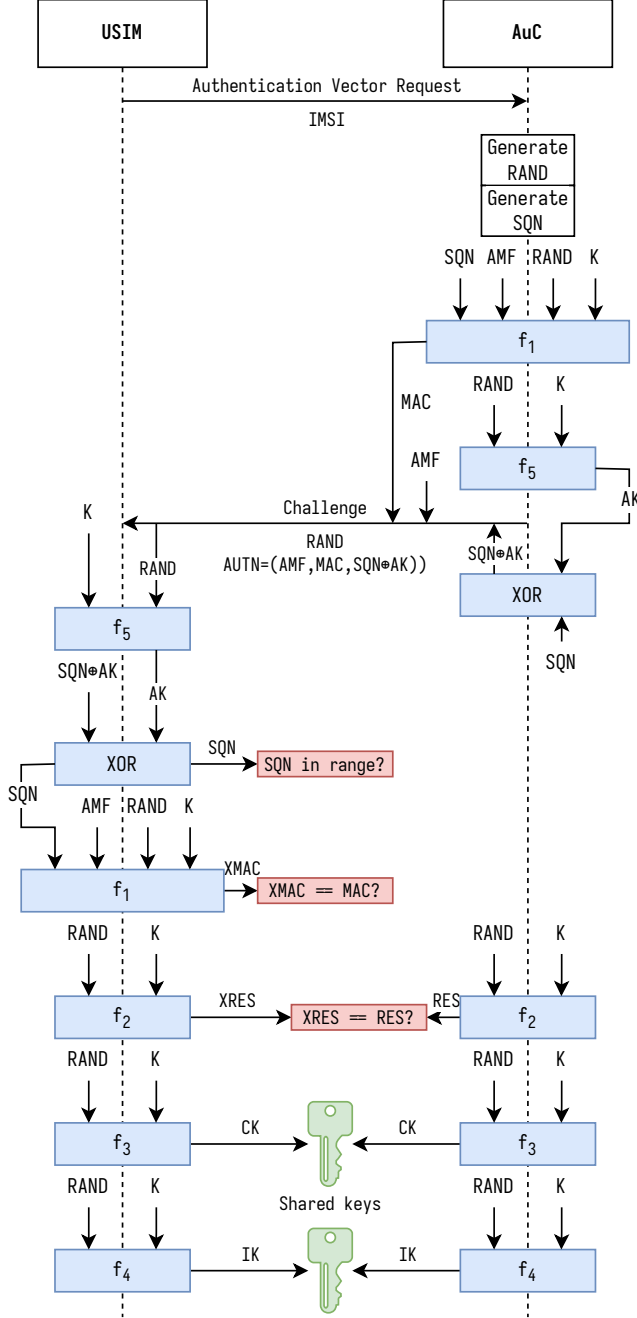 USIM
AuC
Authentication Vector Request
IMSI
Generate
RAND
Generate
SQN
SQN AMF RAND K
f1
MAC
RAND K
AMF
f5
AK
Challenge
RAND
AUTN=(AMF,MAC,SQN⊕AK))
SQN⊕AK
XOR
SQN
K
RAND
f5
SQN⊕AK
AK
XOR
SQN
SQN in range?
SQN
AMF RAND K
f1
XMAC
XMAC == MAC?
RAND K
RAND K
f2
XRES
XRES == RES?
RES
f2
RAND K
RAND K
f3
CK
CK
f3
Shared keys
RAND K
RAND K
f4
IK
IK
f4